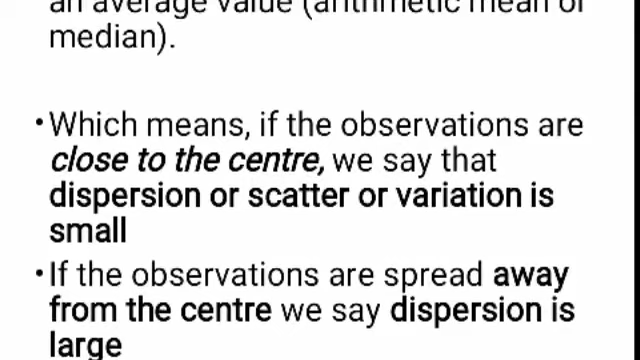 an average value (arithmetic mean or
median).
•Which means, if the observations are
close to the centre, we say that
dispersion or scatter or variation is
small
•If the observations are spread away
from the centre we say dispersion is
large